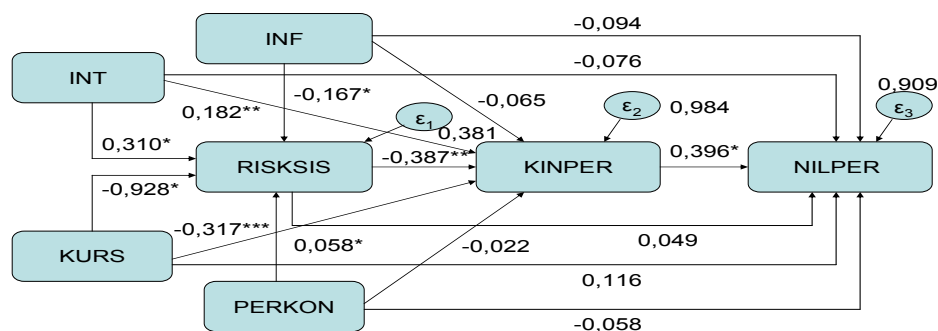 -0,094
INF
-0,076
INT
0,909
ε3
-0,167*
-0,065
0,182**
ε1
ε2
0,984
0,381
0,310*
RISKSIS
-0,387**
KINPER
0,396*
NILPER
-0,928*
-0,317***
0,058*
-0,022
0,049
KURS
0,116
PERKON
-0,058